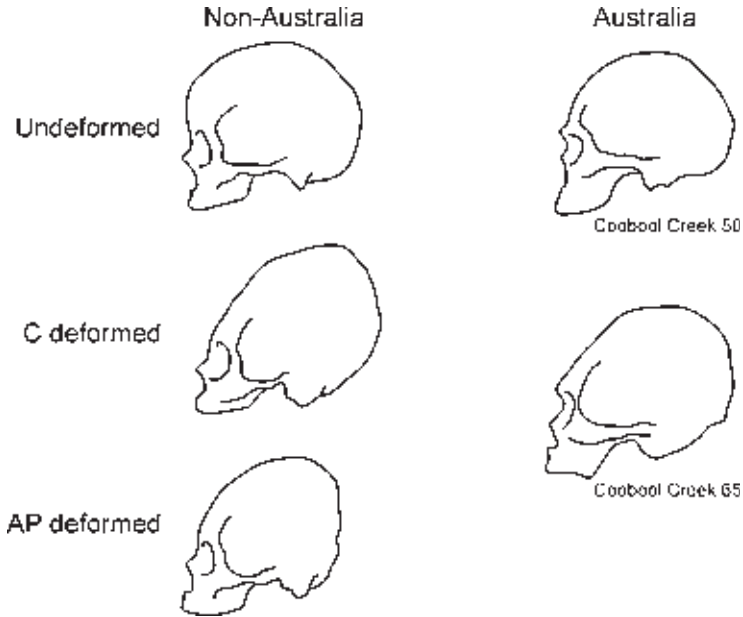 Non-Australia
Australia
Undeformed
Coobool Creek 50
C deformed
Coobool Creek 65
AP deformed